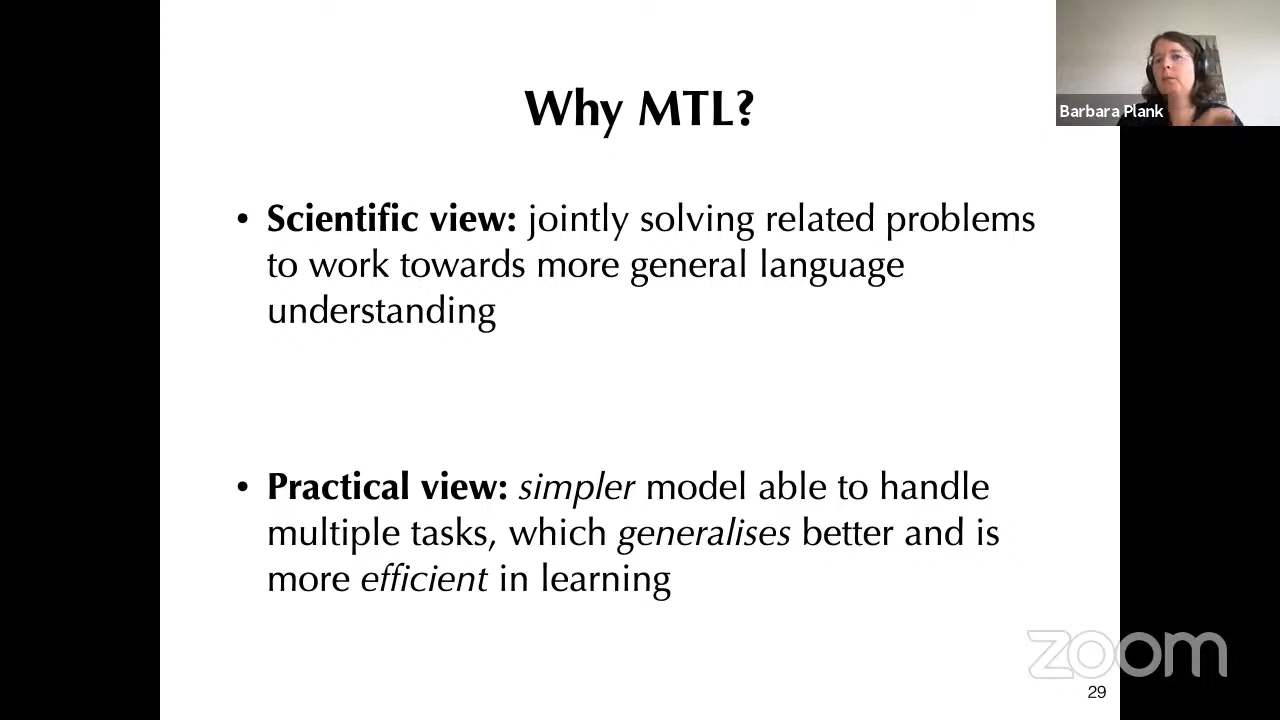 Why MTL?
Barbara Plank
• Scientific view: jointly solving related problems
to work towards more general language
understanding
• Practical view: simpler model able to handle
multiple tasks, which generalises better and is
more efficient in learning
zoom
29